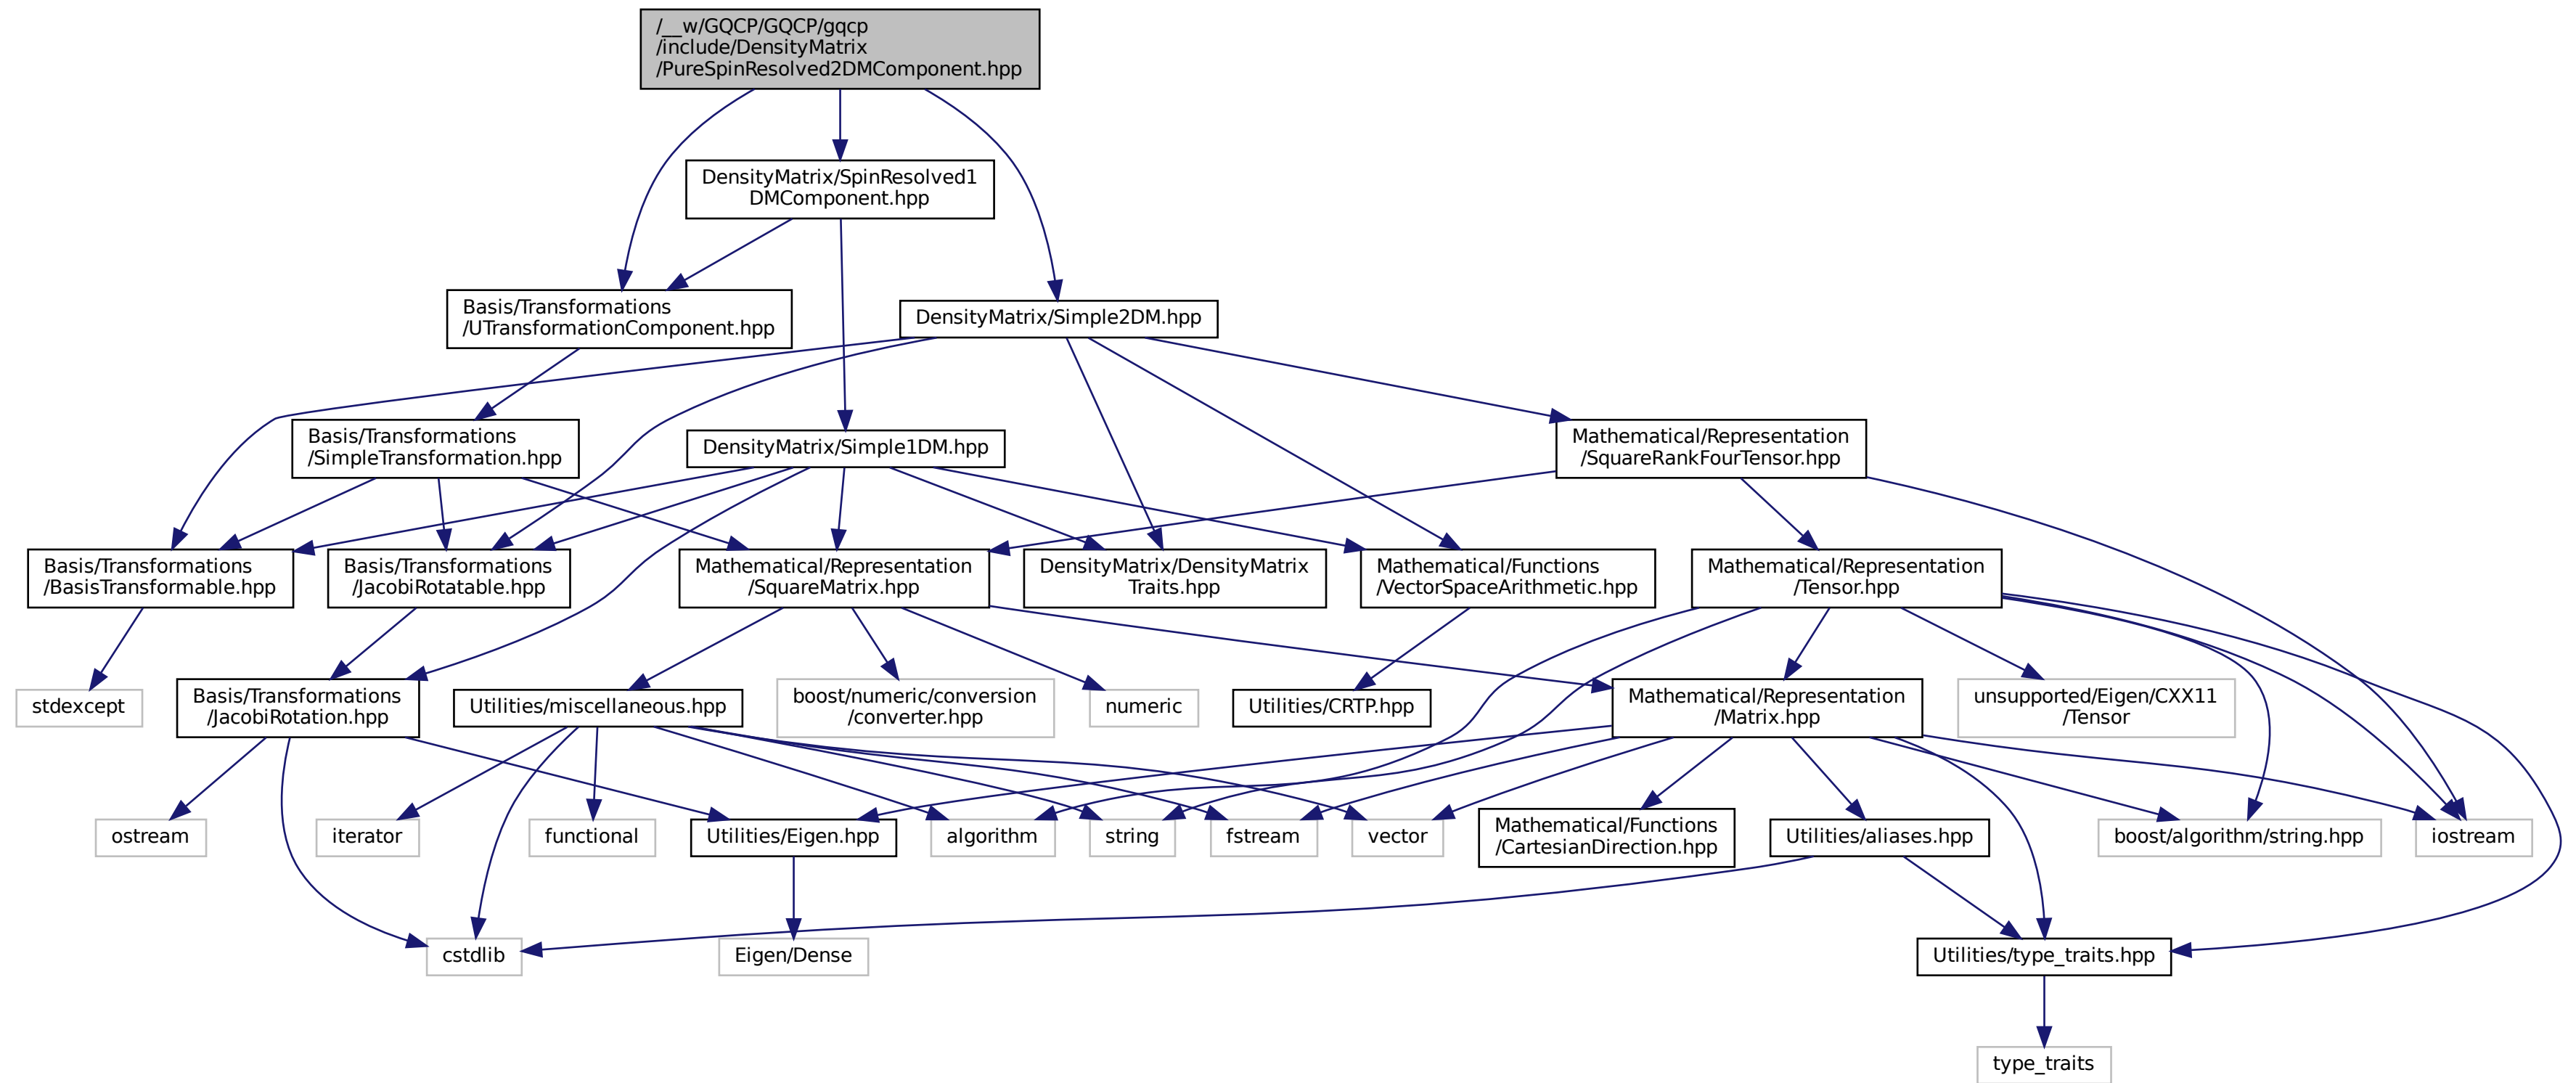 /__w/GQCP/GQCP/gqcp
/include/DensityMatrix
/PureSpinResolved2DMComponent.hpp
DensityMatrix/SpinResolved1
DMComponent.hpp
Basis/Transformations
/UTransformationComponent.hpp
DensityMatrix/Simple2DM.hpp
Basis/Transformations
/SimpleTransformation.hpp
DensityMatrix/Simple1DM.hpp
Mathematical/Representation
/SquareRankFourTensor.hpp
Basis/Transformations
/BasisTransformable.hpp
Basis/Transformations
/JacobiRotatable.hpp
Mathematical/Representation
/SquareMatrix.hpp
DensityMatrix/DensityMatrix
Traits.hpp
Mathematical/Functions
/VectorSpaceArithmetic.hpp
Mathematical/Representation
/Tensor.hpp
stdexcept
Basis/Transformations
/JacobiRotation.hpp
Utilities/miscellaneous.hpp
boost/numeric/conversion
/converter.hpp
numeric
Utilities/CRTP.hpp
Mathematical/Representation
/Matrix.hpp
unsupported/Eigen/CXX11
/Tensor
ostream
iterator
functional
Utilities/Eigen.hpp
algorithm
string
fstream
vector
Mathematical/Functions
/CartesianDirection.hpp
Utilities/aliases.hpp
boost/algorithm/string.hpp
iostream
cstdlib
Eigen/Dense
Utilities/type_traits.hpp
type_traits